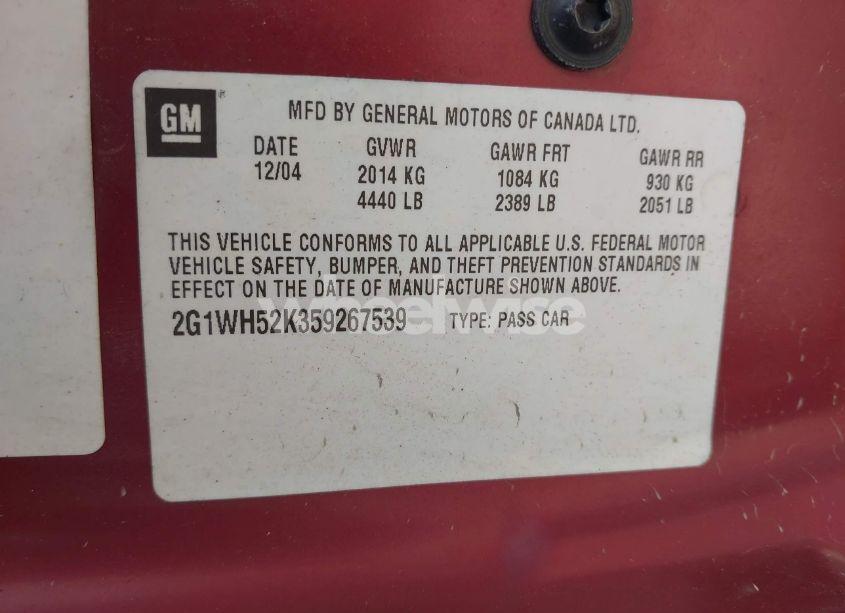 GM
MFD BY GENERAL MOTORS OF CANADA LTD.
DATE GVWR GAWR FRT GAWR RR
12/04 2014 KG 1084 KG 930 KG
4440 LB 2389 LB 2051 LB
THIS VEHICLE CONFORMS TO ALL APPLICABLE U.S. FEDERAL MOTOR
VEHICLE SAFETY, BUMPER, AND THEFT PREVENTION STANDARDS IN
EFFECT ON THE DATE OF MANUFACTURE SHOWN ABOVE.
wheelwise
2G1WH52K359267539 TYPE: PASS CAR